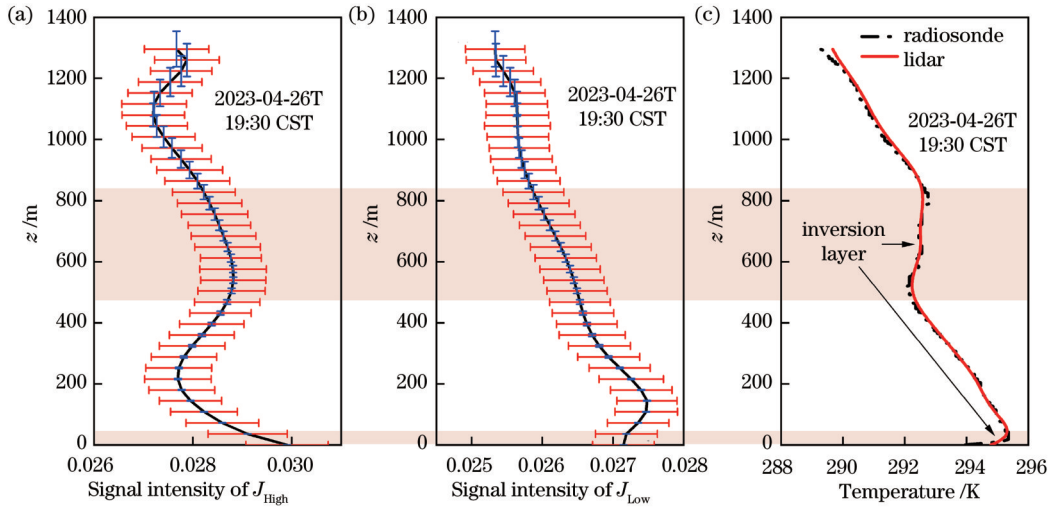 (a)
1400
1200
1000
800
600
400
200
0
z /m
2023-04-26T
19:30 CST
0.026
0.028
0.030
Signal intensity of J_High
(b)
1400
1200
1000
800
600
400
200
0
z /m
2023-04-26T
19:30 CST
0.025
0.026
0.027
0.028
Signal intensity of J_Low
(c)
1400
1200
1000
800
600
400
200
0
z /m
radiosonde
lidar
2023-04-26T
19:30 CST
inversion
layer
288
290
292
294
296
Temperature /K